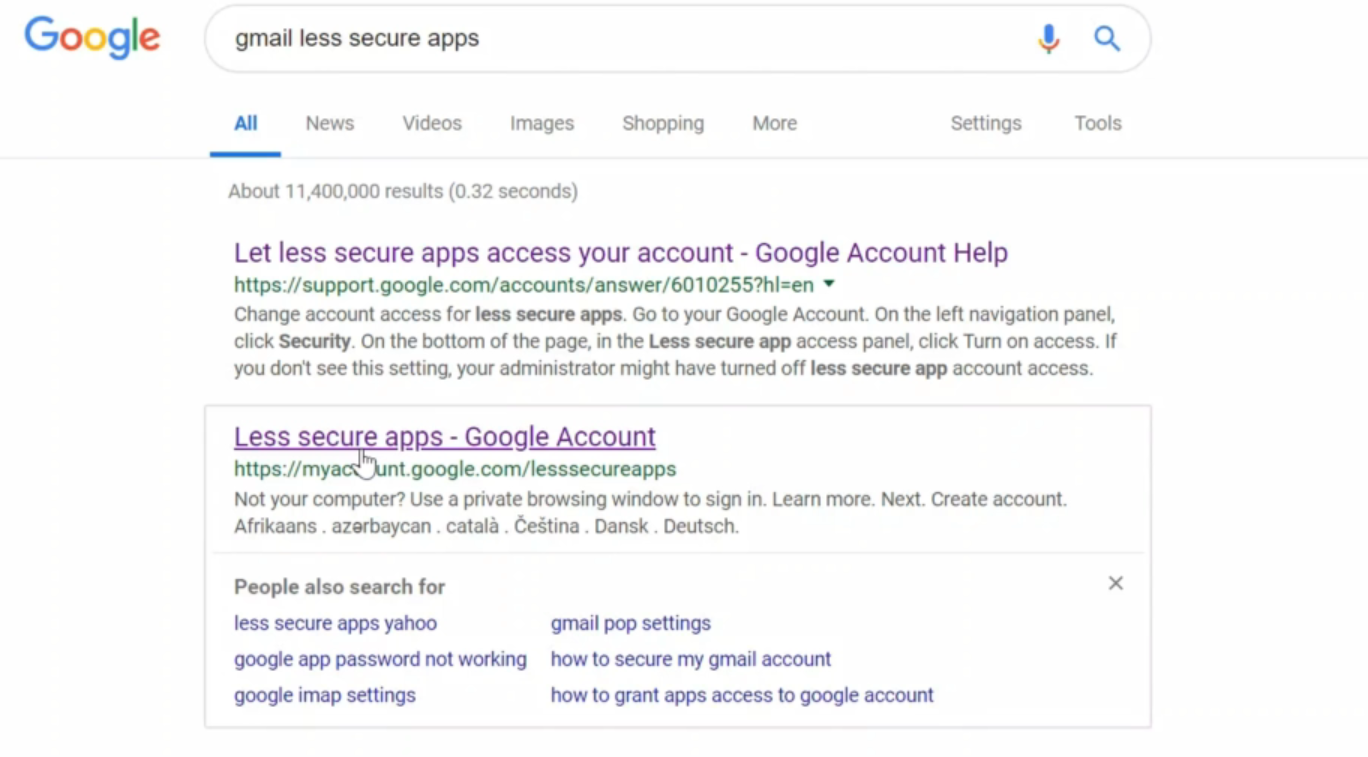 Google
gmail less secure apps
All News Videos Images Shopping More Settings Tools
About 11,400,000 results (0.32 seconds)
Let less secure apps access your account - Google Account Help
https://support.google.com/accounts/answer/6010255?hl=en
Change account access for less secure apps. Go to your Google Account. On the left navigation panel,
click Security. On the bottom of the page, in the Less secure app access panel, click Turn on access. If
you don't see this setting, your administrator might have turned off less secure app account access.
Less secure apps - Google Account
https://myaccount.google.com/lesssecureapps
Not your computer? Use a private browsing window to sign in. Learn more. Next. Create account.
Afrikaans . azərbaycan . català . Čeština . Dansk . Deutsch.
People also search for
less secure apps yahoo gmail pop settings
google app password not working how to secure my gmail account
google imap settings how to grant apps access to google account